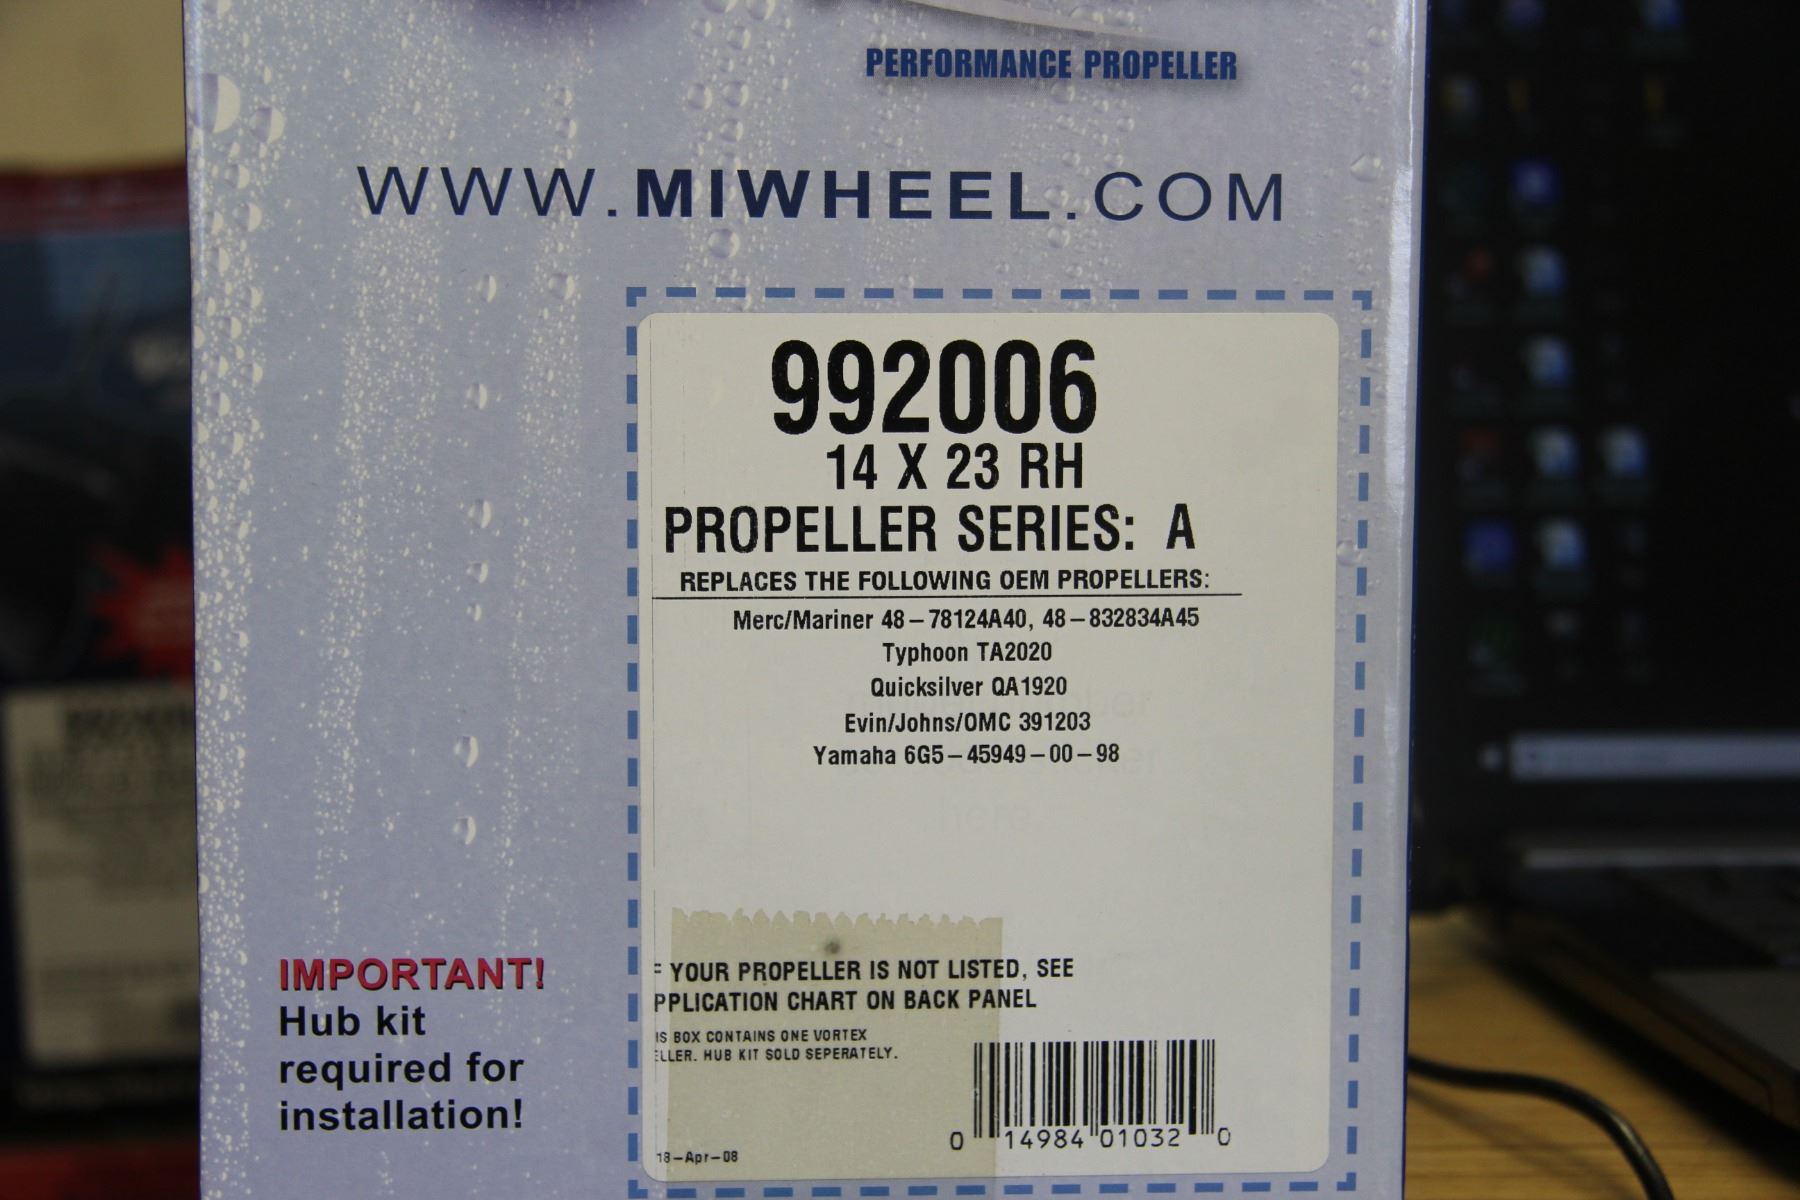 PERFORMANCE PROPELLER
WWW.MIWHEEL.COM
992006
14 X 23 RH
PROPELLER SERIES: A
REPLACES THE FOLLOWING OEM PROPELLERS:
Merc/Mariner 48-78124A40, 48-832834A45
Typhoon TA2020
Quicksilver QA1920
Evin/Johns/OMC 391203
Yamaha 6G5-45949-00-98
here
YOUR PROPELLER IS NOT LISTED, SEE
PPLICATION CHART ON BACK PANEL
IS BOX CONTAINS ONE VORTEX
ELLER. HUB KIT SOLD SEPERATELY.
18-Apr-08
0 14984 01032 0
IMPORTANT!
Hub kit
required for
installation!